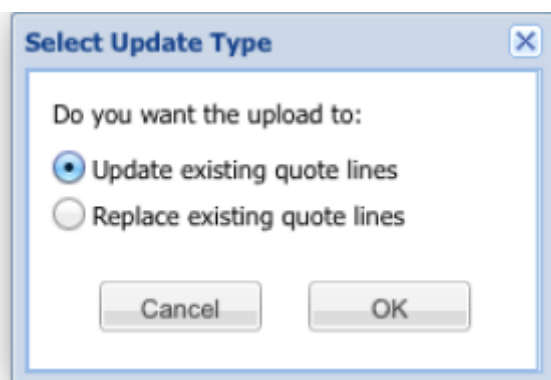 Select Update Type
Do you want the upload to:
Update existing quote lines
Replace existing quote lines
Cancel OK